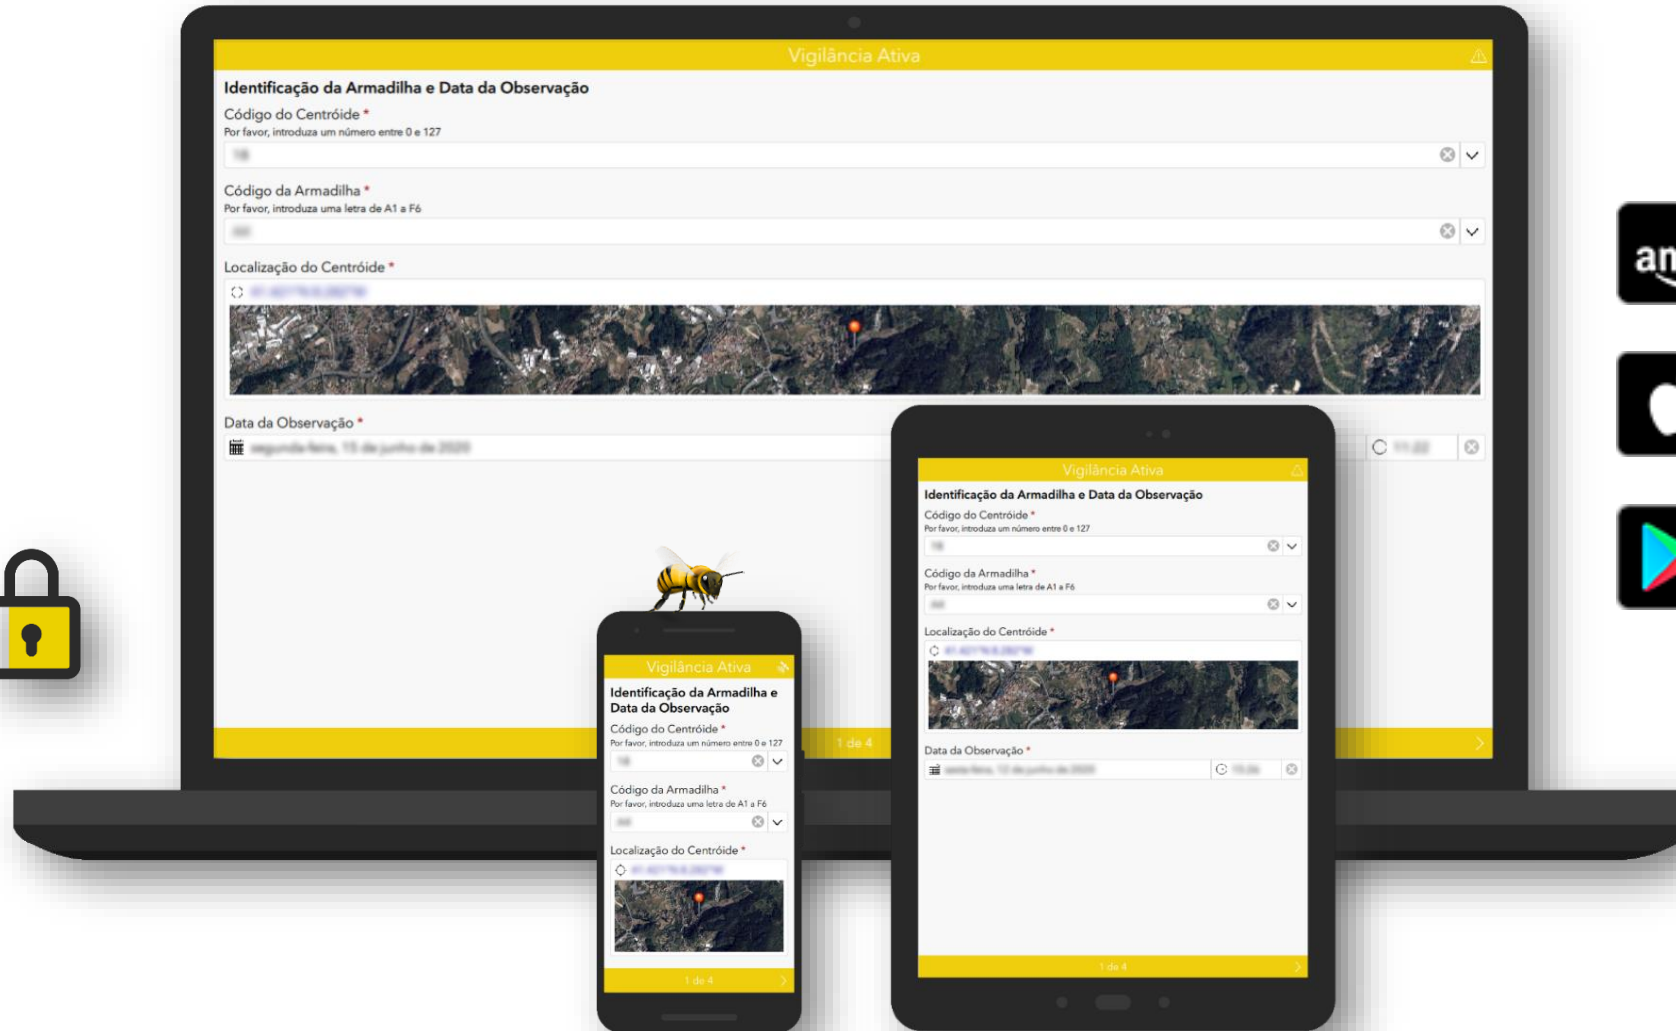 Vigilância Ativa
Identificação da Armadilha e Data da Observação
Código do Centróide *
Por favor, introduza um número entre 0 e 127
Código da Armadilha *
Por favor, introduza uma letra de A1 a F6
Localização do Centróide *
Data da Observação *
1 de 4
Vigilância Ativa
Identificação da Armadilha e
Data da Observação
Código do Centróide *
Por favor, introduza um número entre 0 e 127
Código da Armadilha *
Por favor, introduza uma letra de A1 a F6
Localização do Centróide *
1 de 4
Vigilância Ativa
Identificação da Armadilha e Data da Observação
Código do Centróide *
Por favor, introduza um número entre 0 e 127
Código da Armadilha *
Por favor, introduza uma letra de A1 a F6
Localização do Centróide *
Data da Observação *
1 de 4